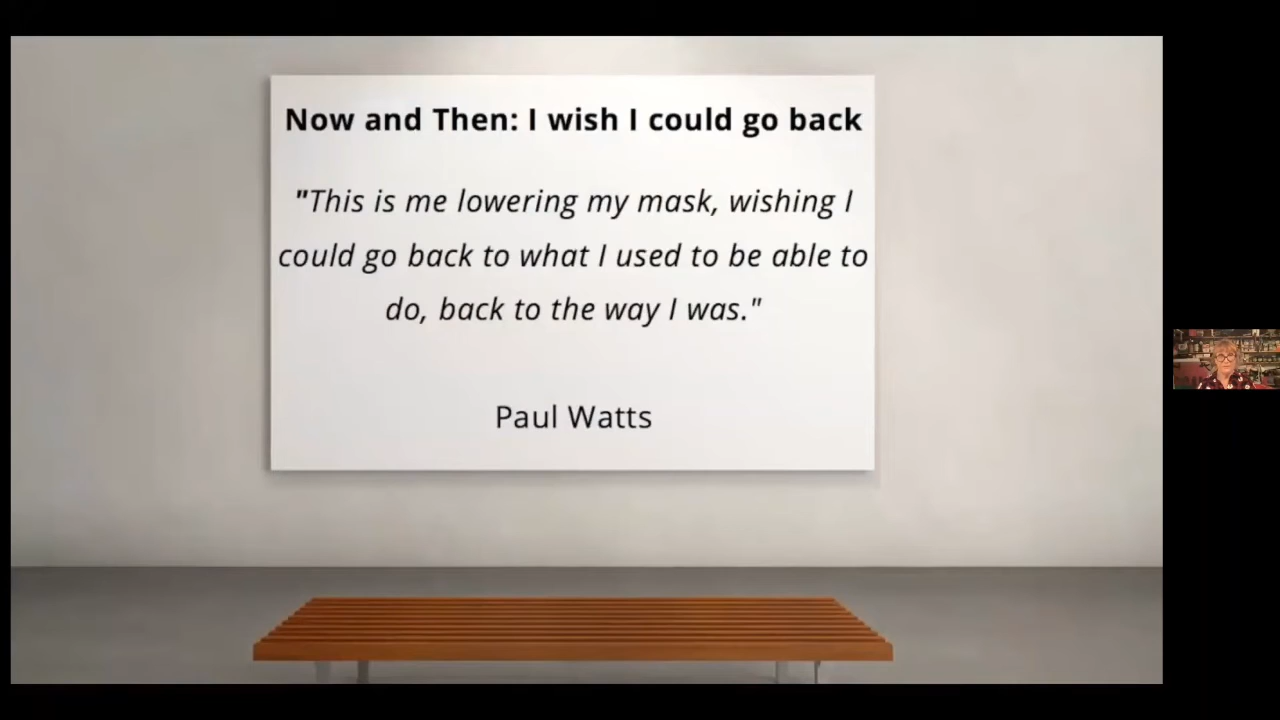 Now and Then: I wish I could go back
"This is me lowering my mask, wishing I
could go back to what I used to be able to
do, back to the way I was."
Paul Watts